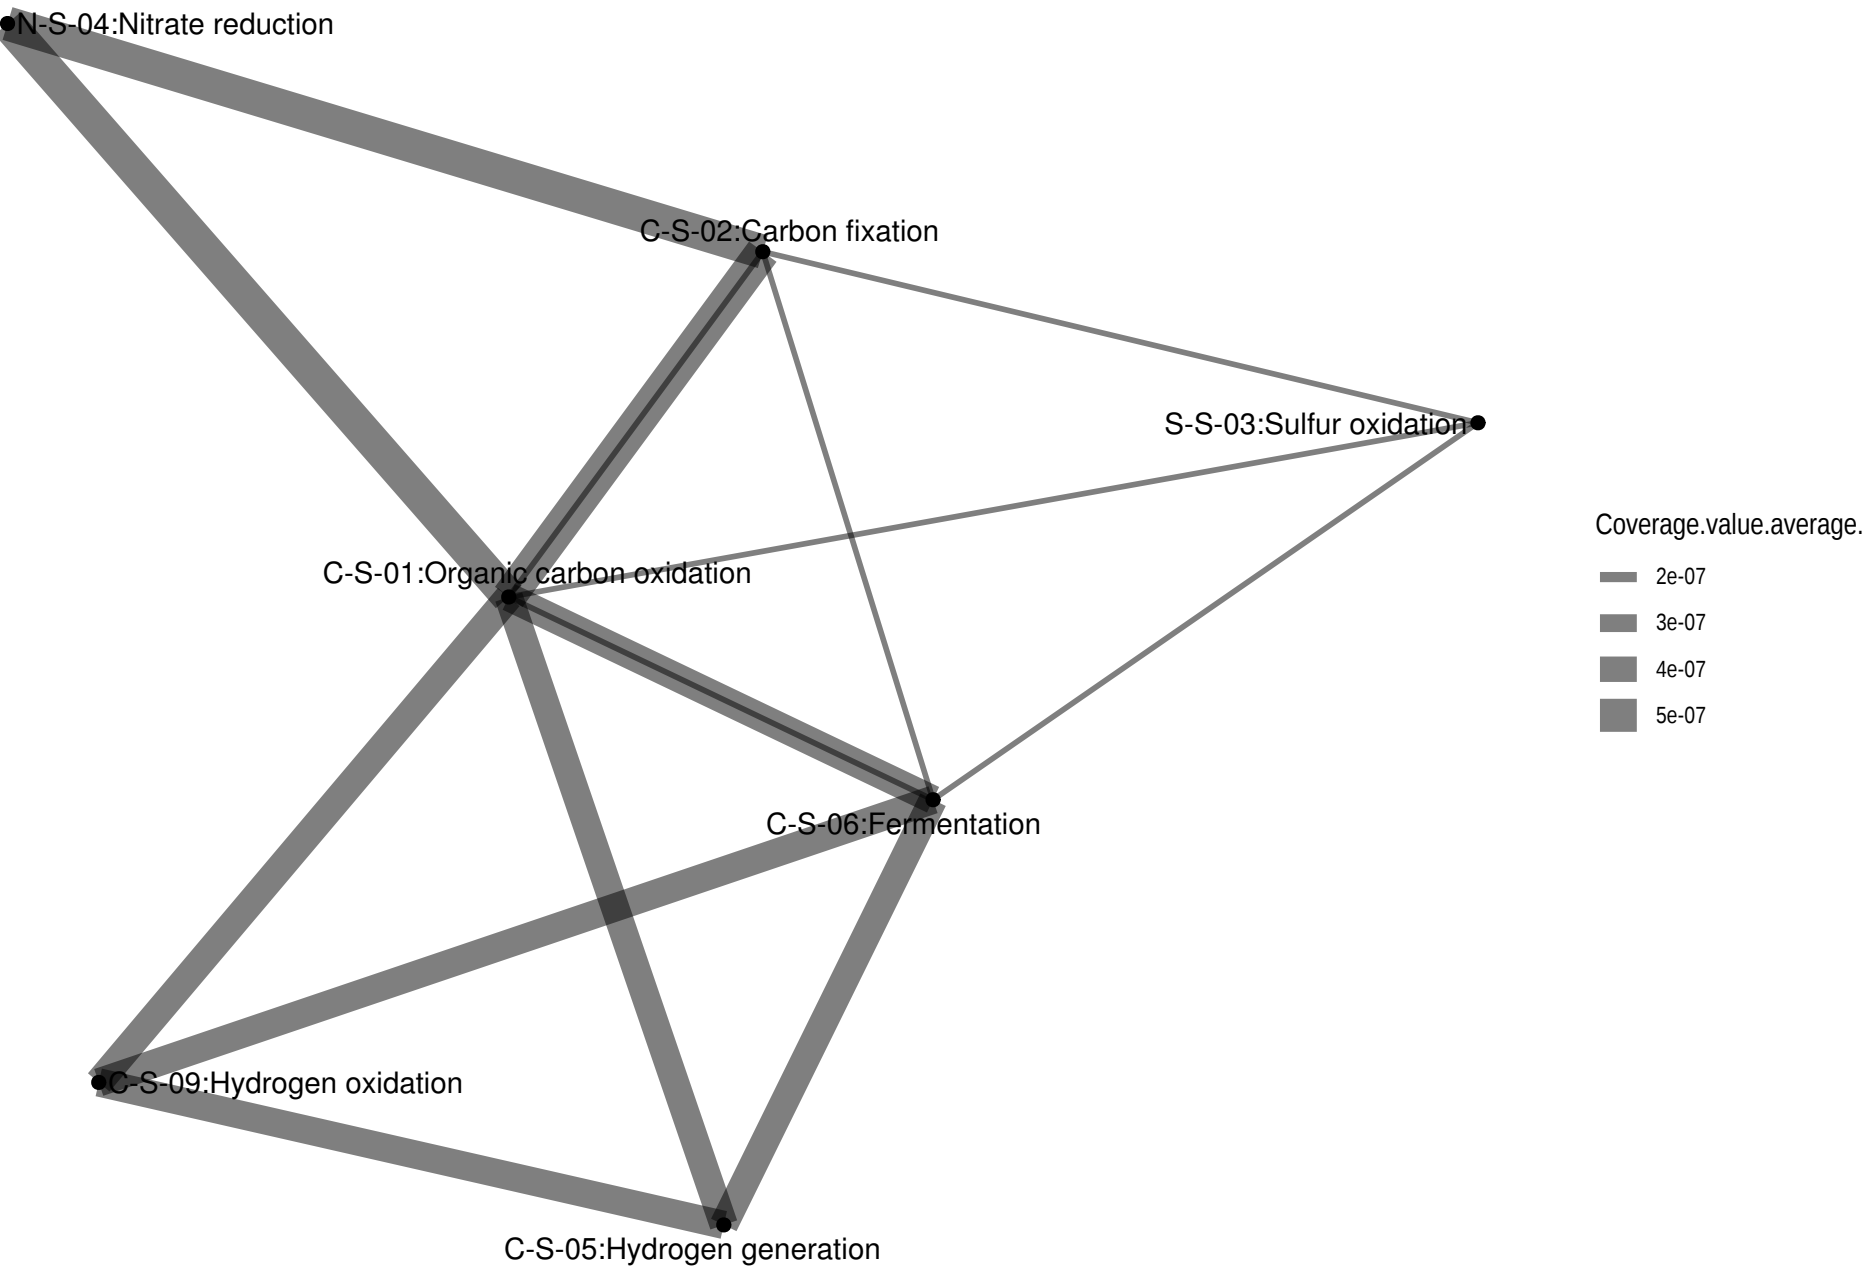 N-S-04:Nitrate reduction
C-S-02:Carbon fixation
S-S-03:Sulfur oxidation
Coverage.value.average.
2e-07
3e-07
4e-07
5e-07
C-S-01:Organic carbon oxidation
C-S-06:Fermentation
C-S-09:Hydrogen oxidation
C-S-05:Hydrogen generation